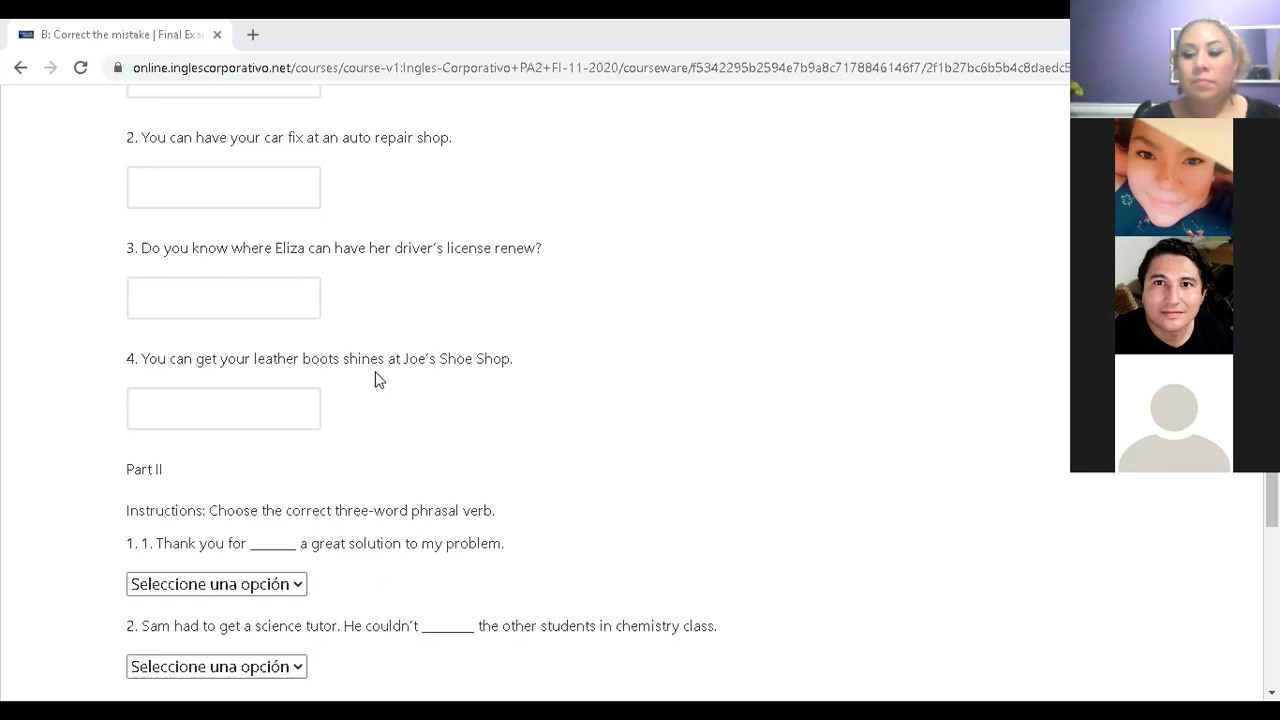 B: Correct the mistake | Final Exa
online.inglescorporativo.net/courses/course-v1:Ingles-Corporativo+PA2+FI-11-2020/courseware/f5342295b2594e7b9a8c7178846146f7/2f1b27bc6b5b4c8daedc5
2. You can have your car fix at an auto repair shop.
3. Do you know where Eliza can have her driver's license renew?
4. You can get your leather boots shines at Joe's Shoe Shop.
Part II
Instructions: Choose the correct three-word phrasal verb.
1. 1. Thank you for ______ a great solution to my problem.
Seleccione una opción
2. Sam had to get a science tutor. He couldn't _______ the other students in chemistry class.
Seleccione una opción